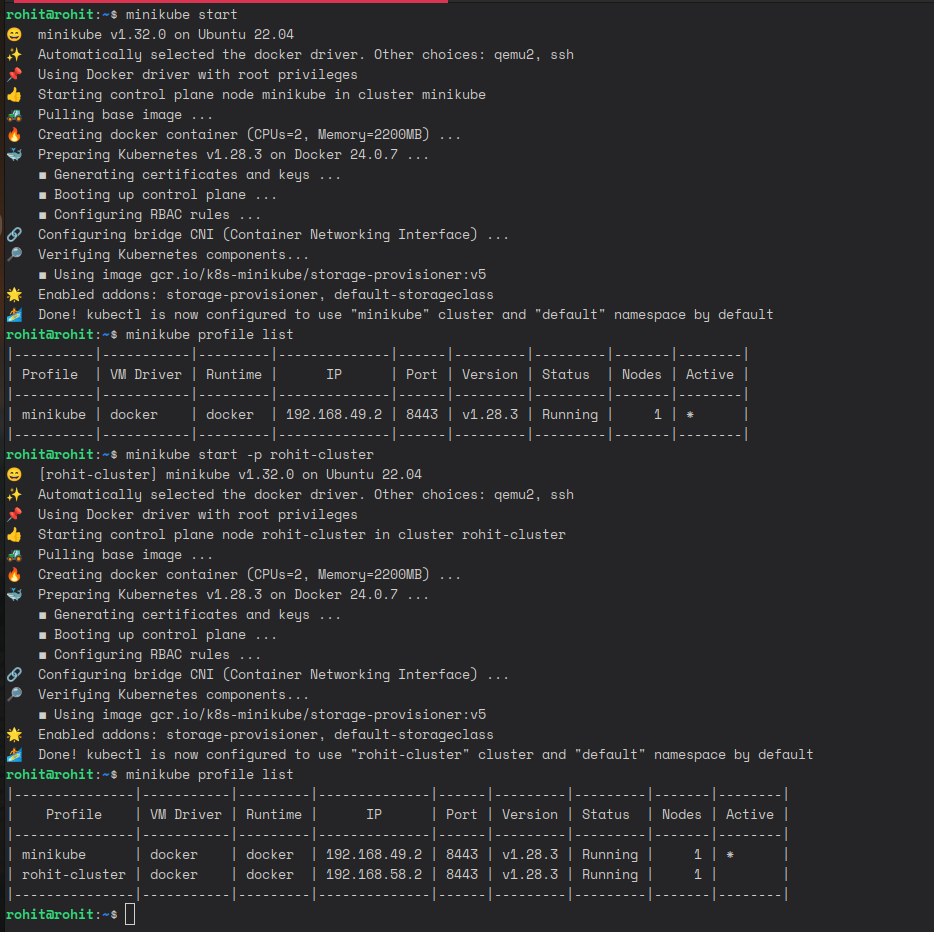 rohit@rohit:~$ minikube start
😄  minikube v1.32.0 on Ubuntu 22.04
✨  Automatically selected the docker driver. Other choices: qemu2, ssh
📌  Using Docker driver with root privileges
👍  Starting control plane node minikube in cluster minikube
🚜  Pulling base image ...
🔥  Creating docker container (CPUs=2, Memory=2200MB) ...
🐳  Preparing Kubernetes v1.28.3 on Docker 24.0.7 ...
    ▪ Generating certificates and keys ...
    ▪ Booting up control plane ...
    ▪ Configuring RBAC rules ...
🔗  Configuring bridge CNI (Container Networking Interface) ...
🔎  Verifying Kubernetes components...
    ▪ Using image gcr.io/k8s-minikube/storage-provisioner:v5
🌟  Enabled addons: storage-provisioner, default-storageclass
🏄  Done! kubectl is now configured to use "minikube" cluster and "default" namespace by default
rohit@rohit:~$ minikube profile list
|----------|-----------|---------|--------------|------|---------|---------|-------|--------|
| Profile  | VM Driver | Runtime |      IP      | Port | Version | Status  | Nodes | Active |
|----------|-----------|---------|--------------|------|---------|---------|-------|--------|
| minikube | docker    | docker  | 192.168.49.2 | 8443 | v1.28.3 | Running |     1 | *      |
|----------|-----------|---------|--------------|------|---------|---------|-------|--------|
rohit@rohit:~$ minikube start -p rohit-cluster
😄  [rohit-cluster] minikube v1.32.0 on Ubuntu 22.04
✨  Automatically selected the docker driver. Other choices: qemu2, ssh
📌  Using Docker driver with root privileges
👍  Starting control plane node rohit-cluster in cluster rohit-cluster
🚜  Pulling base image ...
🔥  Creating docker container (CPUs=2, Memory=2200MB) ...
🐳  Preparing Kubernetes v1.28.3 on Docker 24.0.7 ...
    ▪ Generating certificates and keys ...
    ▪ Booting up control plane ...
    ▪ Configuring RBAC rules ...
🔗  Configuring bridge CNI (Container Networking Interface) ...
🔎  Verifying Kubernetes components...
    ▪ Using image gcr.io/k8s-minikube/storage-provisioner:v5
🌟  Enabled addons: storage-provisioner, default-storageclass
🏄  Done! kubectl is now configured to use "rohit-cluster" cluster and "default" namespace by default
rohit@rohit:~$ minikube profile list
|---------------|-----------|---------|--------------|------|---------|---------|-------|--------|
|    Profile    | VM Driver | Runtime |      IP      | Port | Version | Status  | Nodes | Active |
|---------------|-----------|---------|--------------|------|---------|---------|-------|--------|
| minikube      | docker    | docker  | 192.168.49.2 | 8443 | v1.28.3 | Running |     1 | *      |
| rohit-cluster | docker    | docker  | 192.168.58.2 | 8443 | v1.28.3 | Running |     1 |        |
|---------------|-----------|---------|--------------|------|---------|---------|-------|--------|
rohit@rohit:~$